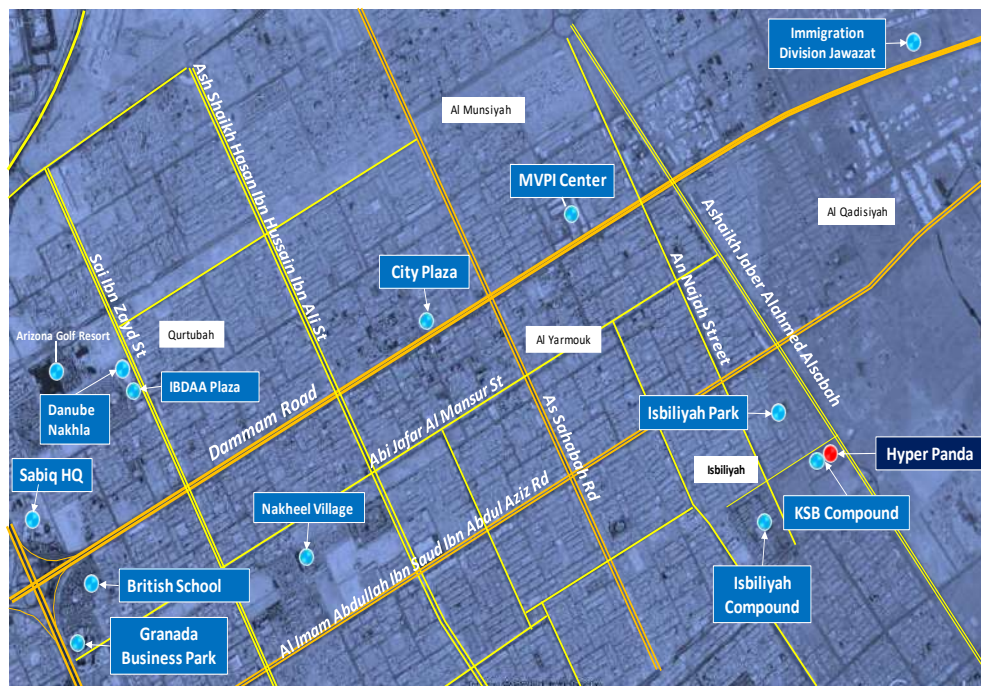 Immigration
Division Jawazat
Al Munsiyah
Ash Shaikh Hasan Ibn Hussain Ibn Ali St
MVPI Center
Al Qadisiyah
Ashaikh Jaber Alahmed Alsabah
Sai Ibn Zayd St
City Plaza
An Najah Street
Arizona Golf Resort
Qurtubah
Al Yarmouk
IBDAA Plaza
Danube
Nakhla
Dammam Road
Abi Jafar Al Mansur St
As Sahabah Rd
Isbiliyah Park
Hyper Panda
Sabiq HQ
Isbiliyah
Nakheel Village
KSB Compound
Al Imam Abdullah Ibn Saud Ibn Abdul Aziz Rd
British School
Isbiliyah
Compound
Granada
Business Park